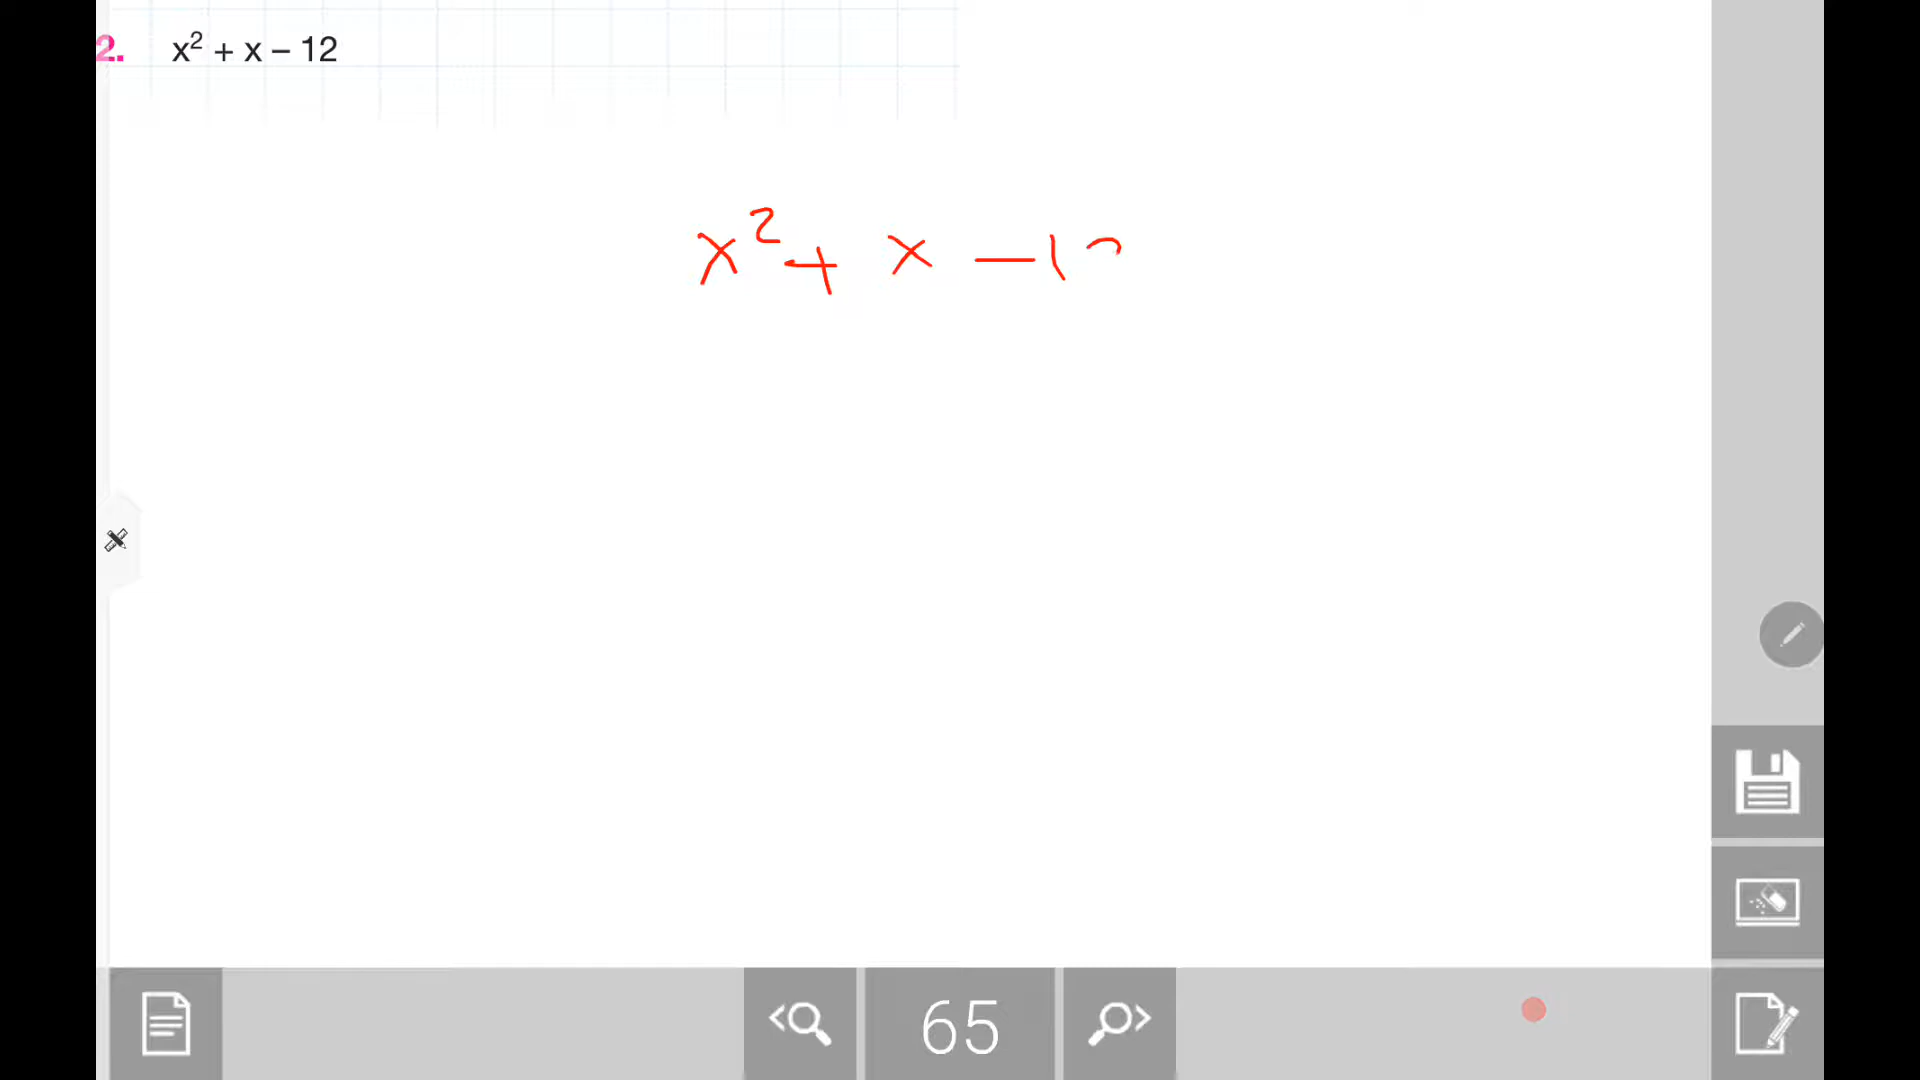 2. x² + x – 12
x² + x – 1
65